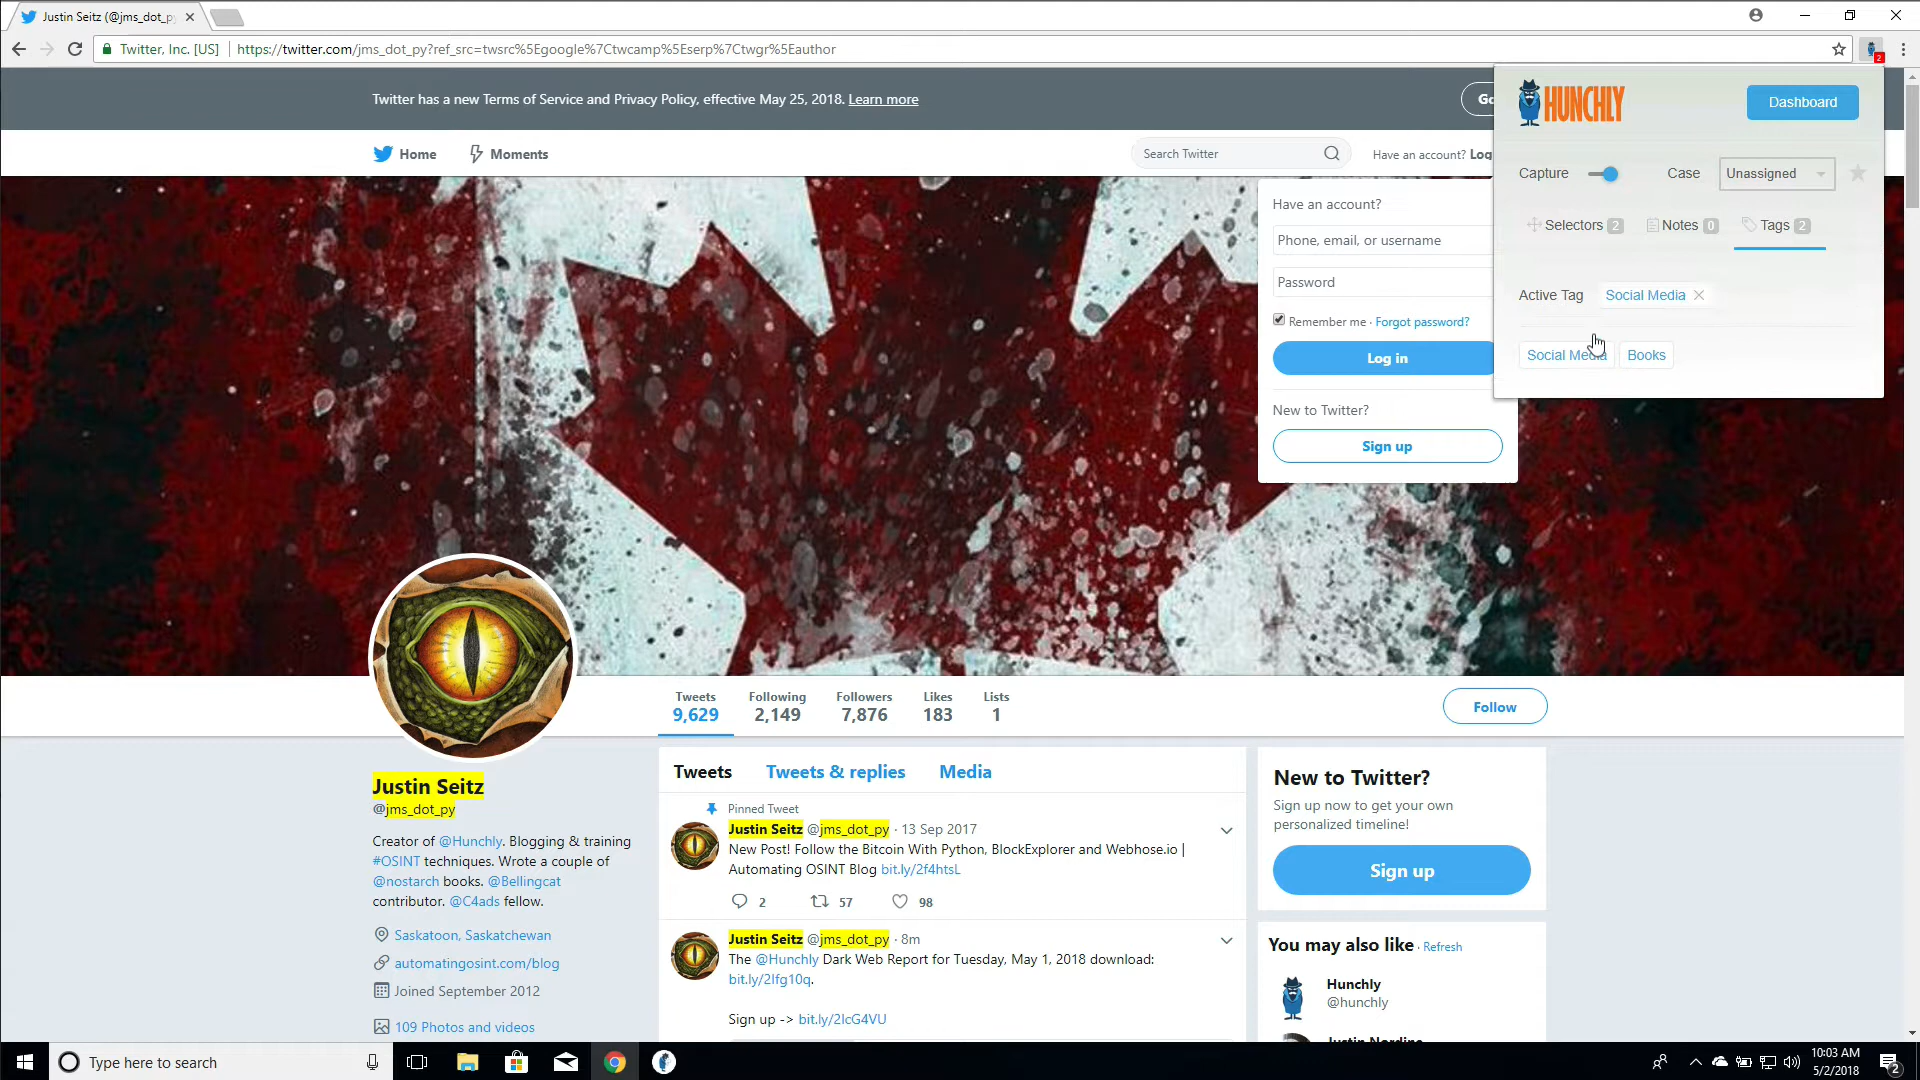 Justin Seitz (@jms_dot_py
Twitter, Inc. [US]
https://twitter.com/jms_dot_py?ref_src=twsrc%5Egoogle%7Ctwcamp%5Eserp%7Ctwgr%5Eauthor
2
Twitter has a new Terms of Service and Privacy Policy, effective May 25, 2018. Learn more
HUNCHLY
Dashboard
Home
Moments
Search Twitter
Have an account? Log
Capture
Case
Unassigned
Selectors 2
Notes 0
Tags 2
Active Tag
Social Media
Social Media
Books
Have an account?
Phone, email, or username
Password
Remember me · Forgot password?
Log in
New to Twitter?
Sign up
Tweets
9,629
Following
2,149
Followers
7,876
Likes
183
Lists
1
Follow
Justin Seitz
@jms_dot_py
Creator of @Hunchly. Blogging & training
#OSINT techniques. Wrote a couple of
@nostarch books. @Bellingcat
contributor. @C4ads fellow.
Saskatoon, Saskatchewan
automatingosint.com/blog
Joined September 2012
109 Photos and videos
Tweets
Tweets & replies
Media
Pinned Tweet
Justin Seitz @jms_dot_py · 13 Sep 2017
New Post! Follow the Bitcoin With Python, BlockExplorer and Webhose.io |
Automating OSINT Blog bit.ly/2f4htsL
2
57
98
Justin Seitz @jms_dot_py · 8m
The @Hunchly Dark Web Report for Tuesday, May 1, 2018 download:
bit.ly/2Ifg10q.
Sign up -> bit.ly/2IcG4VU
New to Twitter?
Sign up now to get your own
personalized timeline!
Sign up
You may also like · Refresh
Hunchly
@hunchly
Type here to search
10:03 AM
5/2/2018
2